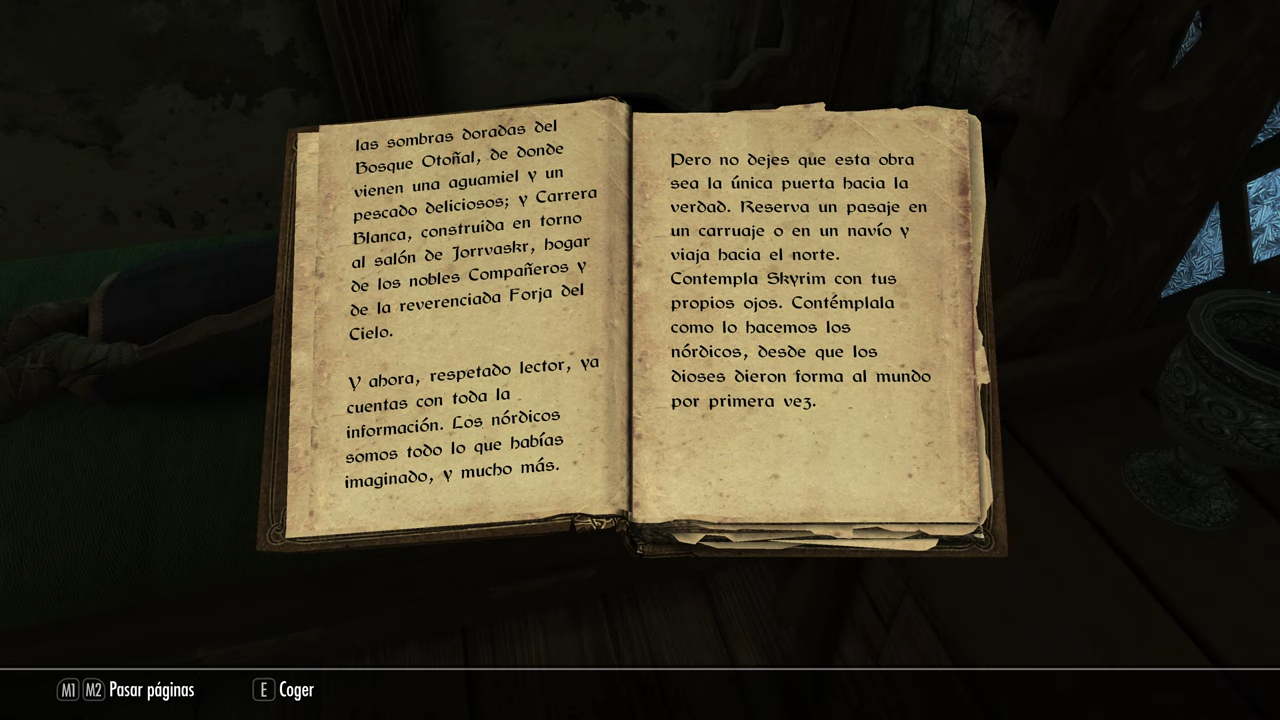 las sombras doradas del
Bosque Otoñal, de donde
vienen una aguamiel y un
pescado deliciosos; y Carrera
Blanca, construida en torno
al salón de Jorrvaskr, hogar
de los nobles Compañeros y
de la reverenciada Forja del
Cielo.
Y ahora, respetado lector, ya
cuentas con toda la
información. Los nórdicos
somos todo lo que habías
imaginado, y mucho más.
Pero no dejes que esta obra
sea la única puerta hacia la
verdad. Reserva un pasaje en
un carruaje o en un navío y
viaja hacia el norte.
Contempla Skyrim con tus
propios ojos. Contémplala
como lo hacemos los
nórdicos, desde que los
dioses dieron forma al mundo
por primera vez.
M1 M2 Pasar páginas
E Coger